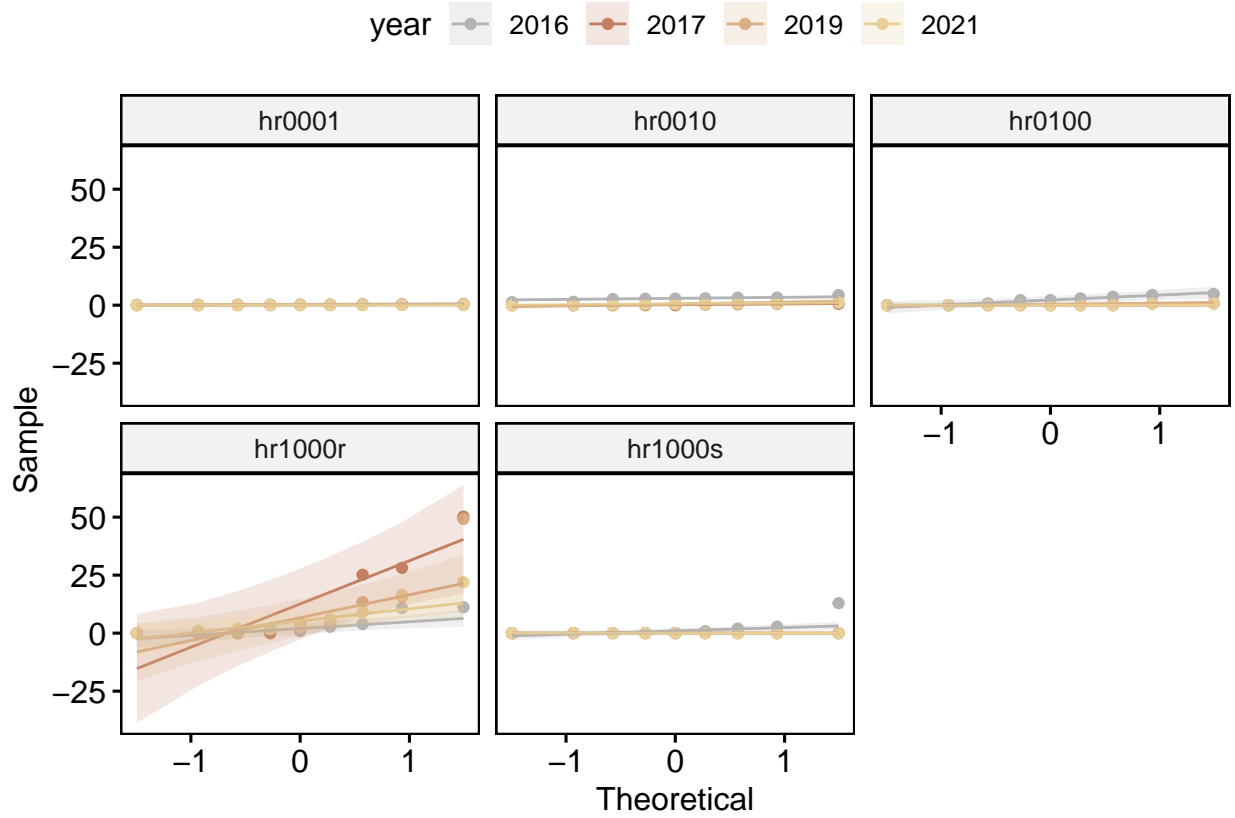 year 2016 2017 2019 2021
hr0001 hr0010 hr0100
50
25
0
−25
−1 0 1
hr1000r hr1000s
50
25
0
−25
−1 0 1 −1 0 1
Sample
Theoretical